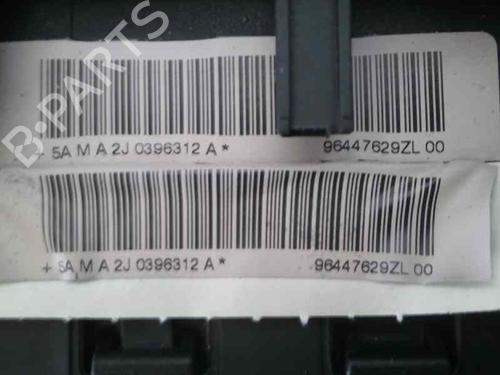 B-PARTS
5A M A 2J 0396312 A *
96447629ZL 00
+ 5A M A 2J 0396312 A *
96447629ZL 00